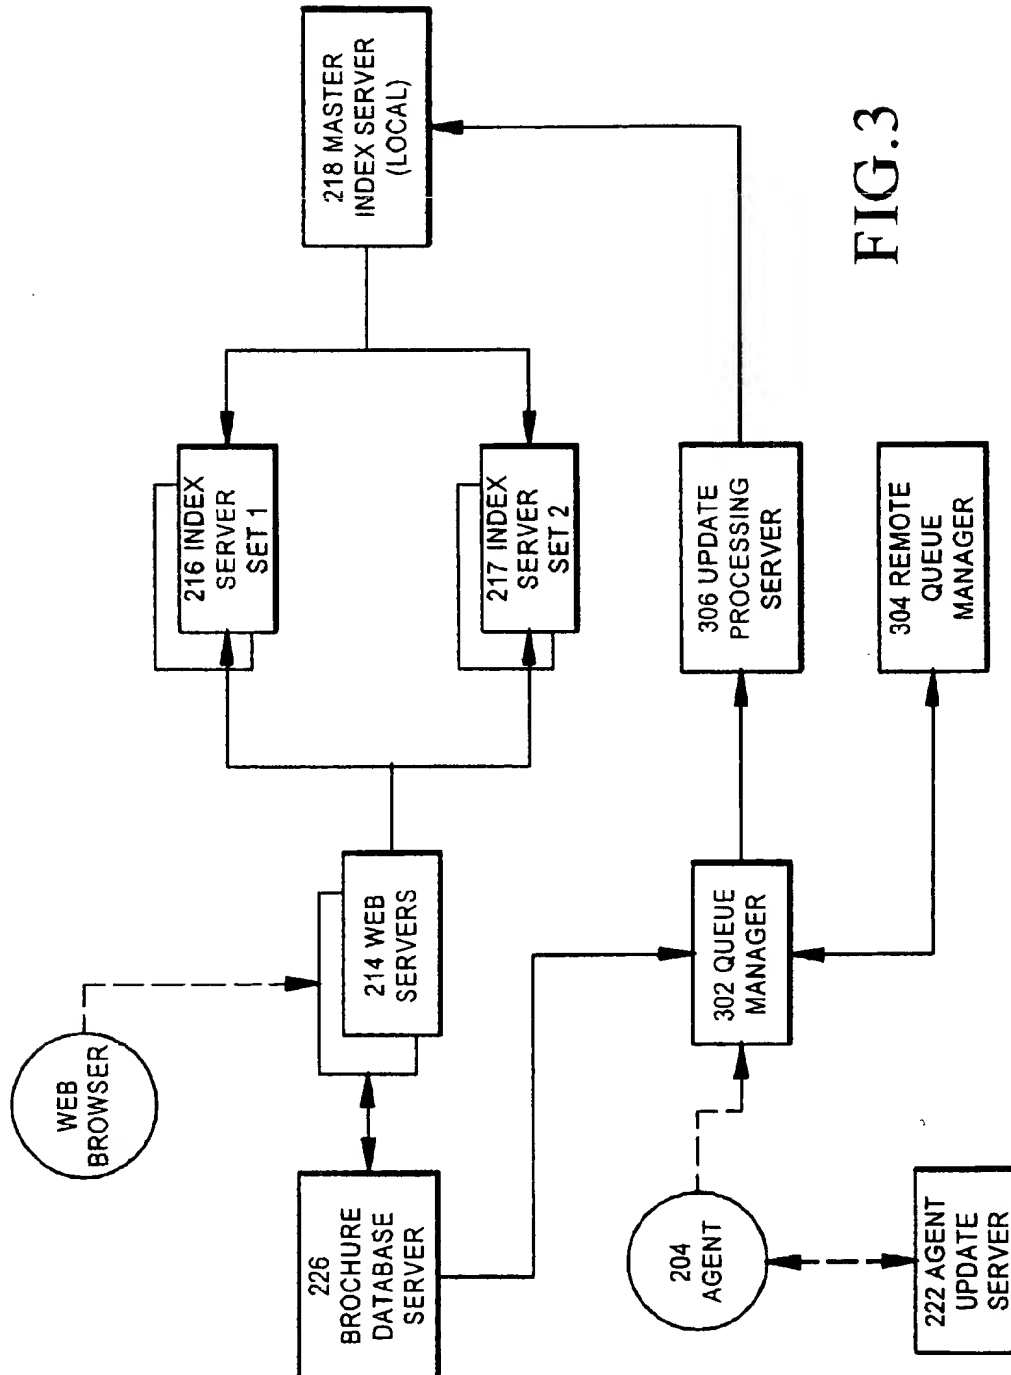 WEB
BROWSER
226
BROCHURE
DATABASE
SERVER
214 WEB
SERVERS
216 INDEX
SERVER
SET 1
217 INDEX
SERVER
SET 2
218 MASTER
INDEX SERVER
(LOCAL)
204
AGENT
222 AGENT
UPDATE
SERVER
302 QUEUE
MANAGER
306 UPDATE
PROCESSING
SERVER
304 REMOTE
QUEUE
MANAGER
FIG.3